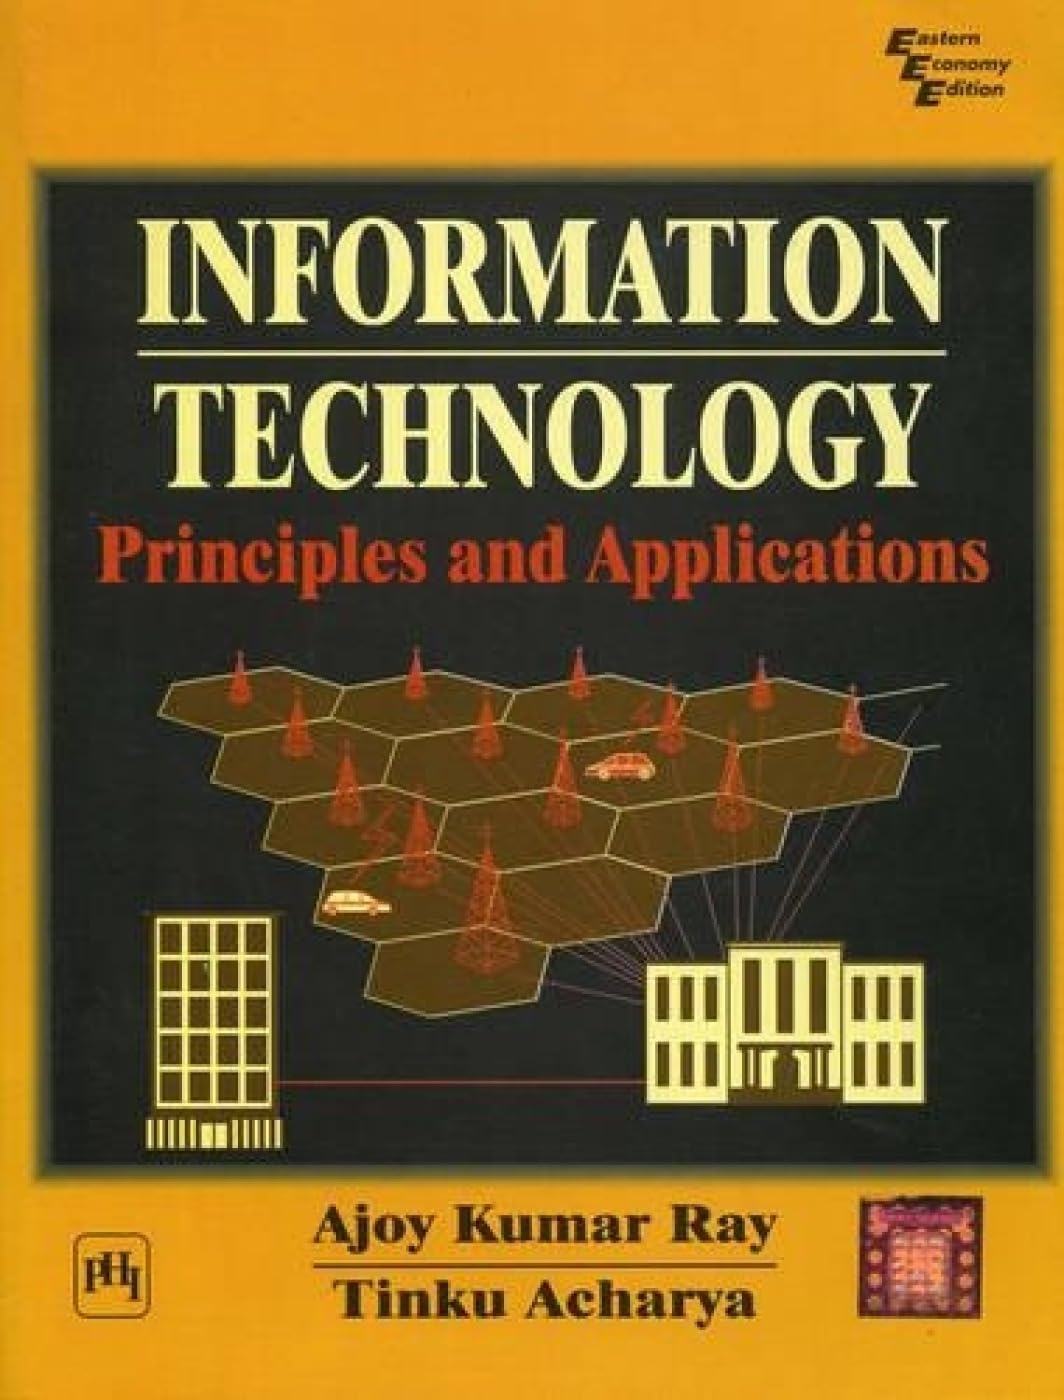 Eastern
Economy
Edition
INFORMATION
TECHNOLOGY
Principles and Applications
Ajoy Kumar Ray
Tinku Acharya
PHI